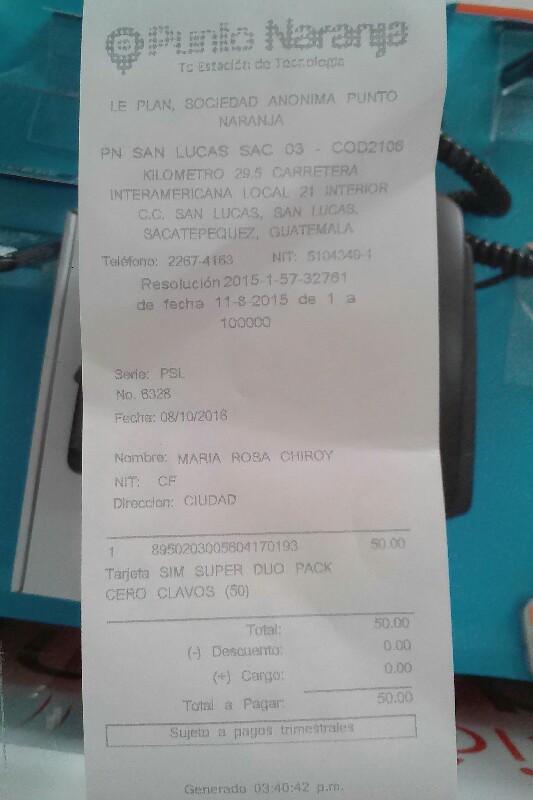 Punto Naranja
Tu Estación de Tecnología
LE PLAN, SOCIEDAD ANONIMA PUNTO
NARANJA
PN SAN LUCAS SAC 03 - COD2106
KILOMETRO 29.5 CARRETERA
INTERAMERICANA LOCAL 21 INTERIOR
C.C. SAN LUCAS, SAN LUCAS,
SACATEPEQUEZ, GUATEMALA
Teléfono: 2267-4163 NIT: 5104349-1
Resolución 2015-1-57-32761
de fecha 11-8-2015 de 1 a
100000
Serie: PSL
No. 6328
Fecha: 08/10/2016
Nombre: MARIA ROSA CHIROY
NIT: CF
Direccion: CIUDAD
1 8950203005604170193 50.00
Tarjeta SIM SUPER DUO PACK
CERO CLAVOS (50)
Total: 50.00
(-) Descuento: 0.00
(+) Cargo: 0.00
Total a Pagar: 50.00
Sujeto a pagos trimestrales
Generado 03:40:42 p.m.